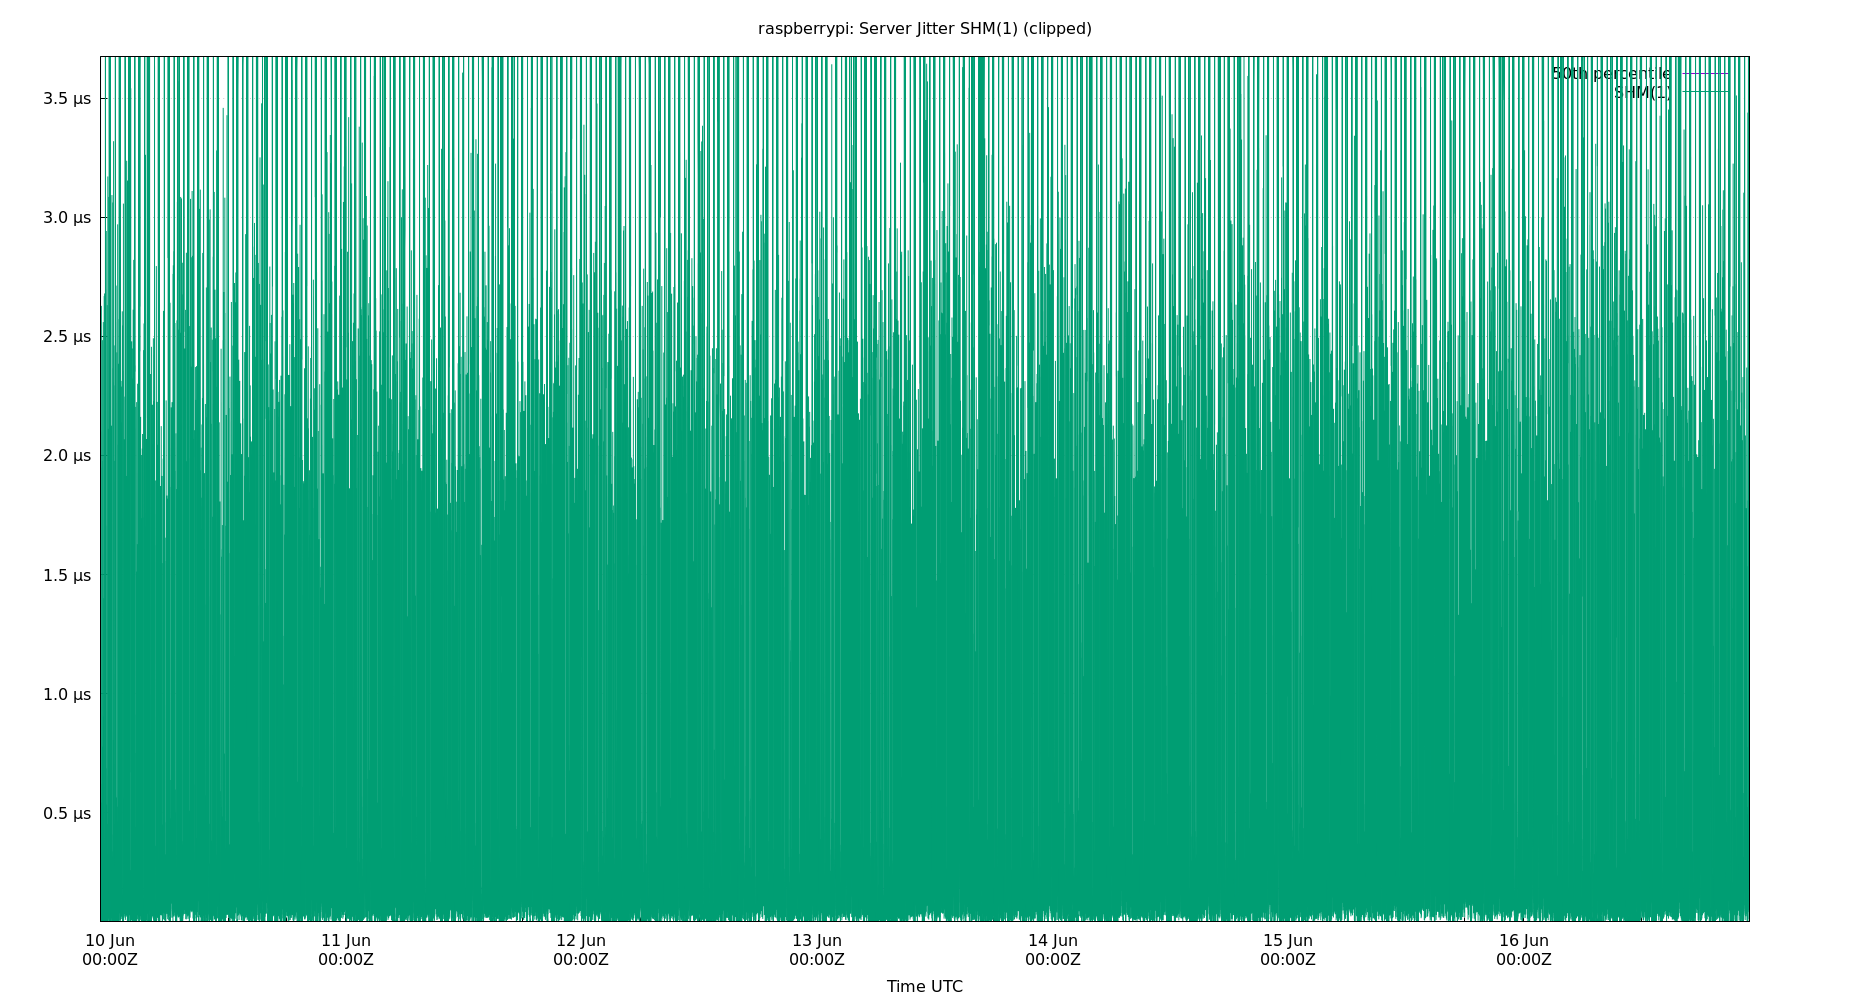 raspberrypi: Server Jitter SHM(1) (clipped)
50th percentile
SHM(1)
3.5 µs
3.0 µs
2.5 µs
2.0 µs
1.5 µs
1.0 µs
0.5 µs
10 Jun 11 Jun 12 Jun 13 Jun 14 Jun 15 Jun 16 Jun
00:00Z 00:00Z 00:00Z 00:00Z 00:00Z 00:00Z 00:00Z
Time UTC